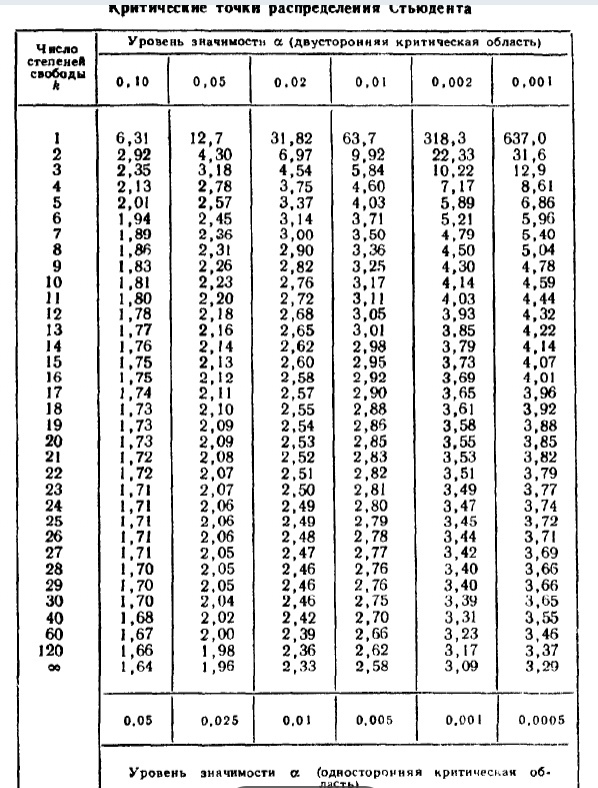 Критические точки распределения Стьюдента
Число степеней свободы k
Уровень значимости α (двусторонняя критическая область)
0,10 0,05 0,02 0,01 0,002 0,001
1 6,31 12,7 31,82 63,7 318,3 637,0
2 2,92 4,30 6,97 9,92 22,33 31,6
3 2,35 3,18 4,54 5,84 10,22 12,9
4 2,13 2,78 3,75 4,60 7,17 8,61
5 2,01 2,57 3,37 4,03 5,89 6,86
6 1,94 2,45 3,14 3,71 5,21 5,96
7 1,89 2,36 3,00 3,50 4,79 5,40
8 1,86 2,31 2,90 3,36 4,50 5,04
9 1,83 2,26 2,82 3,25 4,30 4,78
10 1,81 2,23 2,76 3,17 4,14 4,59
11 1,80 2,20 2,72 3,11 4,03 4,44
12 1,78 2,18 2,68 3,05 3,93 4,32
13 1,77 2,16 2,65 3,01 3,85 4,22
14 1,76 2,14 2,62 2,98 3,79 4,14
15 1,75 2,13 2,60 2,95 3,73 4,07
16 1,75 2,12 2,58 2,92 3,69 4,01
17 1,74 2,11 2,57 2,90 3,65 3,96
18 1,73 2,10 2,55 2,88 3,61 3,92
19 1,73 2,09 2,54 2,86 3,58 3,88
20 1,73 2,09 2,53 2,85 3,55 3,85
21 1,72 2,08 2,52 2,83 3,53 3,82
22 1,72 2,07 2,51 2,82 3,51 3,79
23 1,71 2,07 2,50 2,81 3,49 3,77
24 1,71 2,06 2,49 2,80 3,47 3,74
25 1,71 2,06 2,49 2,79 3,45 3,72
26 1,71 2,06 2,48 2,78 3,44 3,71
27 1,71 2,05 2,47 2,77 3,42 3,69
28 1,70 2,05 2,46 2,76 3,40 3,66
29 1,70 2,05 2,46 2,76 3,40 3,66
30 1,70 2,04 2,46 2,75 3,39 3,65
40 1,68 2,02 2,42 2,70 3,31 3,55
60 1,67 2,00 2,39 2,66 3,23 3,46
120 1,66 1,98 2,36 2,62 3,17 3,37
∞ 1,64 1,96 2,33 2,58 3,09 3,29
0,05 0,025 0,01 0,005 0,001 0,0005
Уровень значимости α (односторонняя критическая об-
ласть)